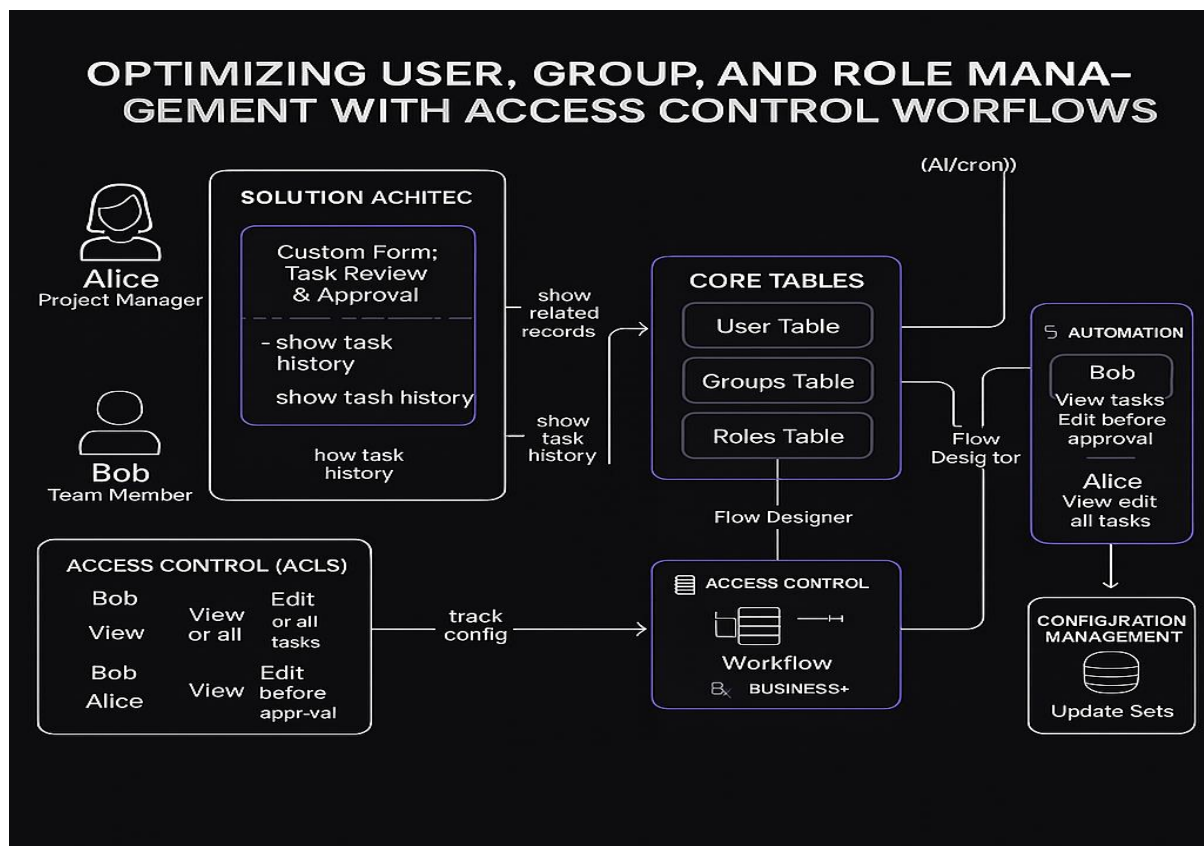 OPTIMIZING USER, GROUP, AND ROLE MANA–
GEMENT WITH ACCESS CONTROL WORFLOWS
(AI/cron))
Alice
Project Manager
Bob
Team Member
SOLUTION ACHITEC
Custom Form;
Task Review
& Approval
- show task
history
show tash history
how task
history
show
related
records
show
task
history
CORE TABLES
User Table
Groups Table
Roles Table
Flow Designer
Flow
Desig tor
AUTOMATION
Bob
View tasks
Edit before
approval
Alice
View edit
all tasks
ACCESS CONTROL (ACLS)
Bob
View
View
or all
Edit
or all
tasks
Bob
Alice
View
Edit
before
appr-val
track
config
ACCESS CONTROL
Workflow
BUSINESS+
CONFIGJRATION
MANAGEMENT
Update Sets